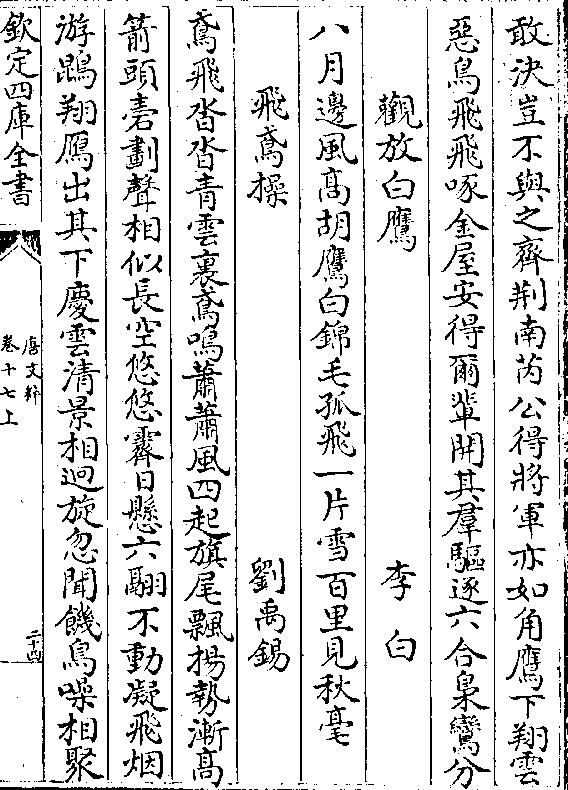 敢決豈不與之齊荆南芮公得將軍亦如角鷹下翔雲
惡鳥飛飛啄金屋安得爾軰開其羣驅逐六合梟鸞分
觀放白鷹 李白
八月邊風髙胡鷹白錦毛孤飛一片雪百里見秋毫
飛鳶操 劉禹錫
鳶飛沓沓青雲裏鳶鳴蕭蕭風四起旗尾飄揚勢漸髙
箭頭砉劃聲相似長空悠悠霽日懸六翮不動凝飛烟
游鵾翔鴈出其下慶雲清景相迴旋忽聞饑烏噪相聚
欽定四庫全書
唐文粹
卷十七上
二十四